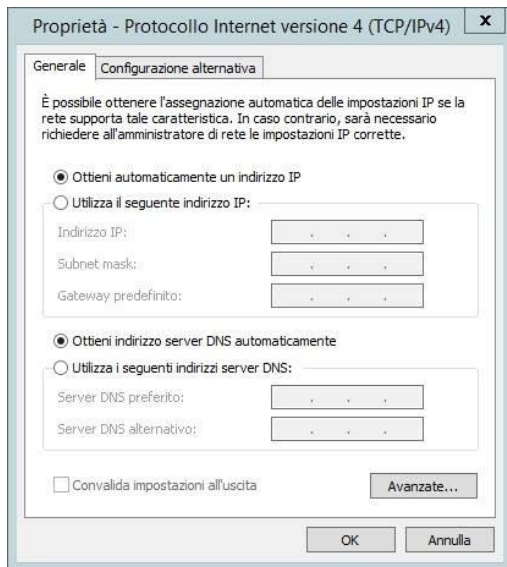 Proprietà - Protocollo Internet versione 4 (TCP/IPv4)
x
Generale
Configurazione alternativa
È possibile ottenere l'assegnazione automatica delle impostazioni IP se la
rete supporta tale caratteristica. In caso contrario, sarà necessario
richiedere all'amministratore di rete le impostazioni IP corrette.
Ottieni automaticamente un indirizzo IP
Utilizza il seguente indirizzo IP:
Indirizzo IP:
Subnet mask:
Gateway predefinito:
Ottieni indirizzo server DNS automaticamente
Utilizza i seguenti indirizzi server DNS:
Server DNS preferito:
Server DNS alternativo:
Convalida impostazioni all'uscita
Avanzate...
OK
Annulla